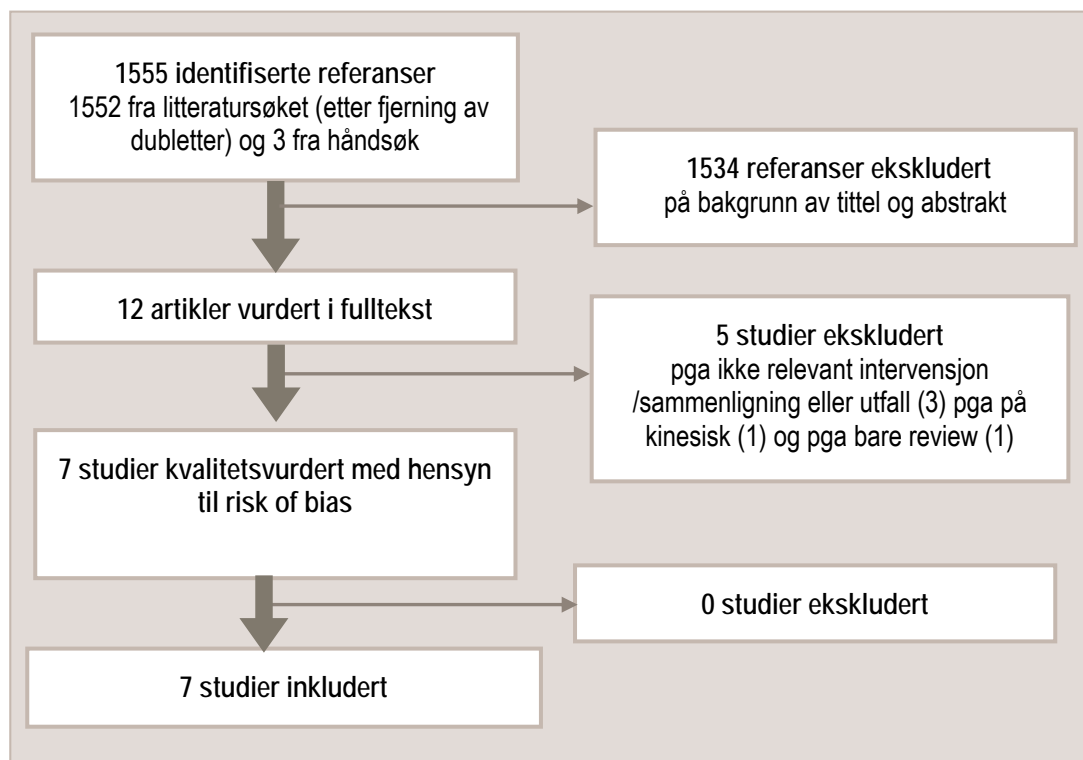 1555 identifiserte referanser
1552 fra litteratursøket (etter fjerning av
dubletter) og 3 fra håndsøk
1534 referanser ekskludert
på bakgrunn av tittel og abstrakt
12 artikler vurdert i fulltekst
5 studier ekskludert
pga ikke relevant intervensjon
/sammenligning eller utfall (3) pga på
kinesisk (1) og pga bare review (1)
7 studier kvalitetsvurdert med hensyn
til risk of bias
0 studier ekskludert
7 studier inkludert